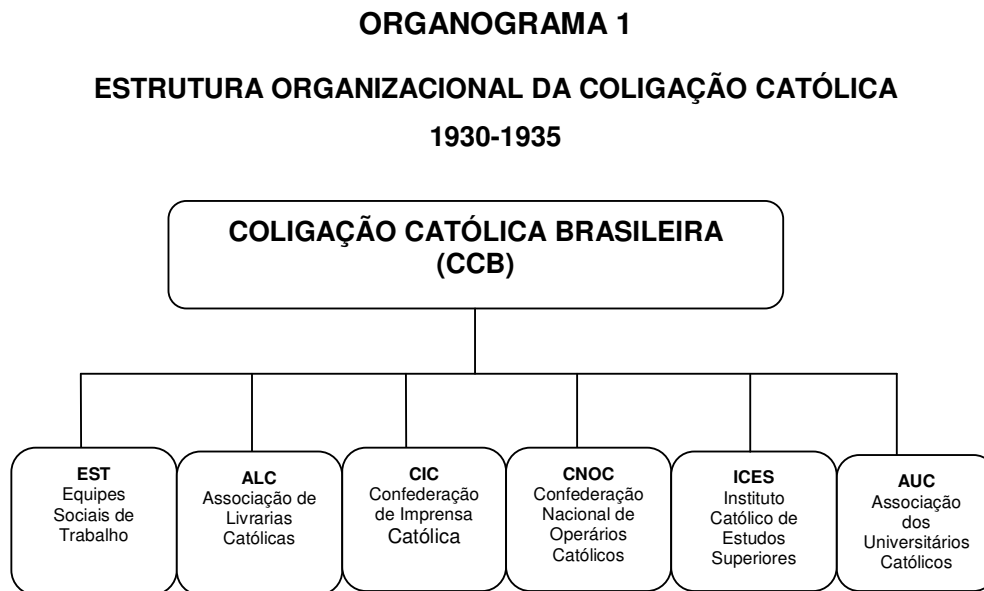 ORGANOGRAMA 1
ESTRUTURA ORGANIZACIONAL DA COLIGAÇÃO CATÓLICA
1930-1935
COLIGAÇÃO CATÓLICA BRASILEIRA
(CCB)
EST
Equipes
Sociais de
Trabalho
ALC
Associação de
Livrarias
Católicas
CIC
Confederação
de Imprensa
Católica
CNOC
Confederação
Nacional de
Operários
Católicos
ICES
Instituto
Católico de
Estudos
Superiores
AUC
Associação
dos
Universitários
Católicos